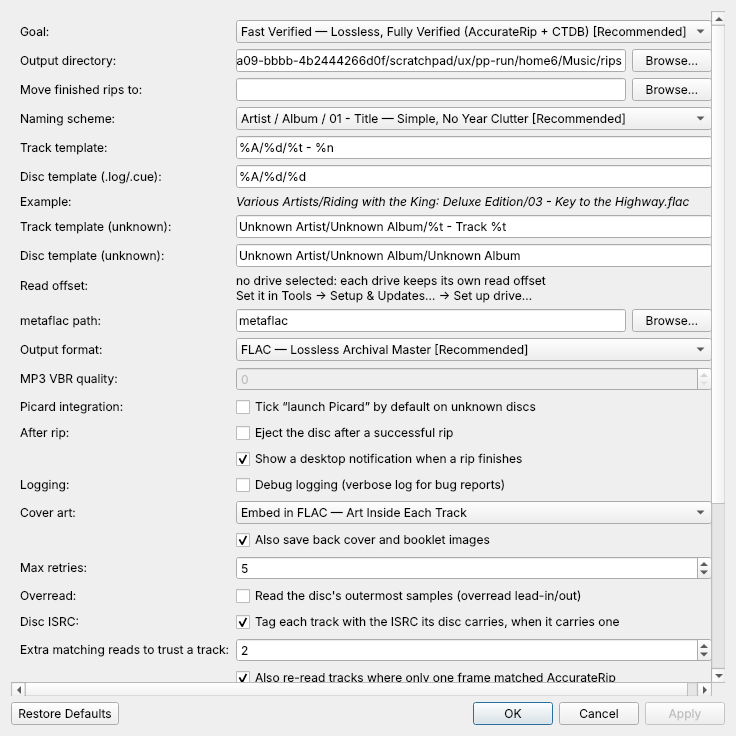 Goal: Fast Verified — Lossless, Fully Verified (AccurateRip + CTDB) [Recommended]
Output directory: a09-bbbb-4b2444266d0f/scratchpad/ux/pp-run/home6/Music/rips Browse...
Move finished rips to: Browse...
Naming scheme: Artist / Album / 01 - Title — Simple, No Year Clutter [Recommended]
Track template: %A/%d/%t - %n
Disc template (.log/.cue): %A/%d/%d
Example: Various Artists/Riding with the King: Deluxe Edition/03 - Key to the Highway.flac
Track template (unknown): Unknown Artist/Unknown Album/%t - Track %t
Disc template (unknown): Unknown Artist/Unknown Album/Unknown Album
Read offset: no drive selected: each drive keeps its own read offset
Set it in Tools → Setup & Updates... → Set up drive...
metaflac path: metaflac Browse...
Output format: FLAC — Lossless Archival Master [Recommended]
MP3 VBR quality: 0
Picard integration: Tick “launch Picard” by default on unknown discs
After rip: Eject the disc after a successful rip
Show a desktop notification when a rip finishes
Logging: Debug logging (verbose log for bug reports)
Cover art: Embed in FLAC — Art Inside Each Track
Also save back cover and booklet images
Max retries: 5
Overread: Read the disc's outermost samples (overread lead-in/out)
Disc ISRC: Tag each track with the ISRC its disc carries, when it carries one
Extra matching reads to trust a track: 2
Also re-read tracks where only one frame matched AccurateRip
Restore Defaults OK Cancel Apply